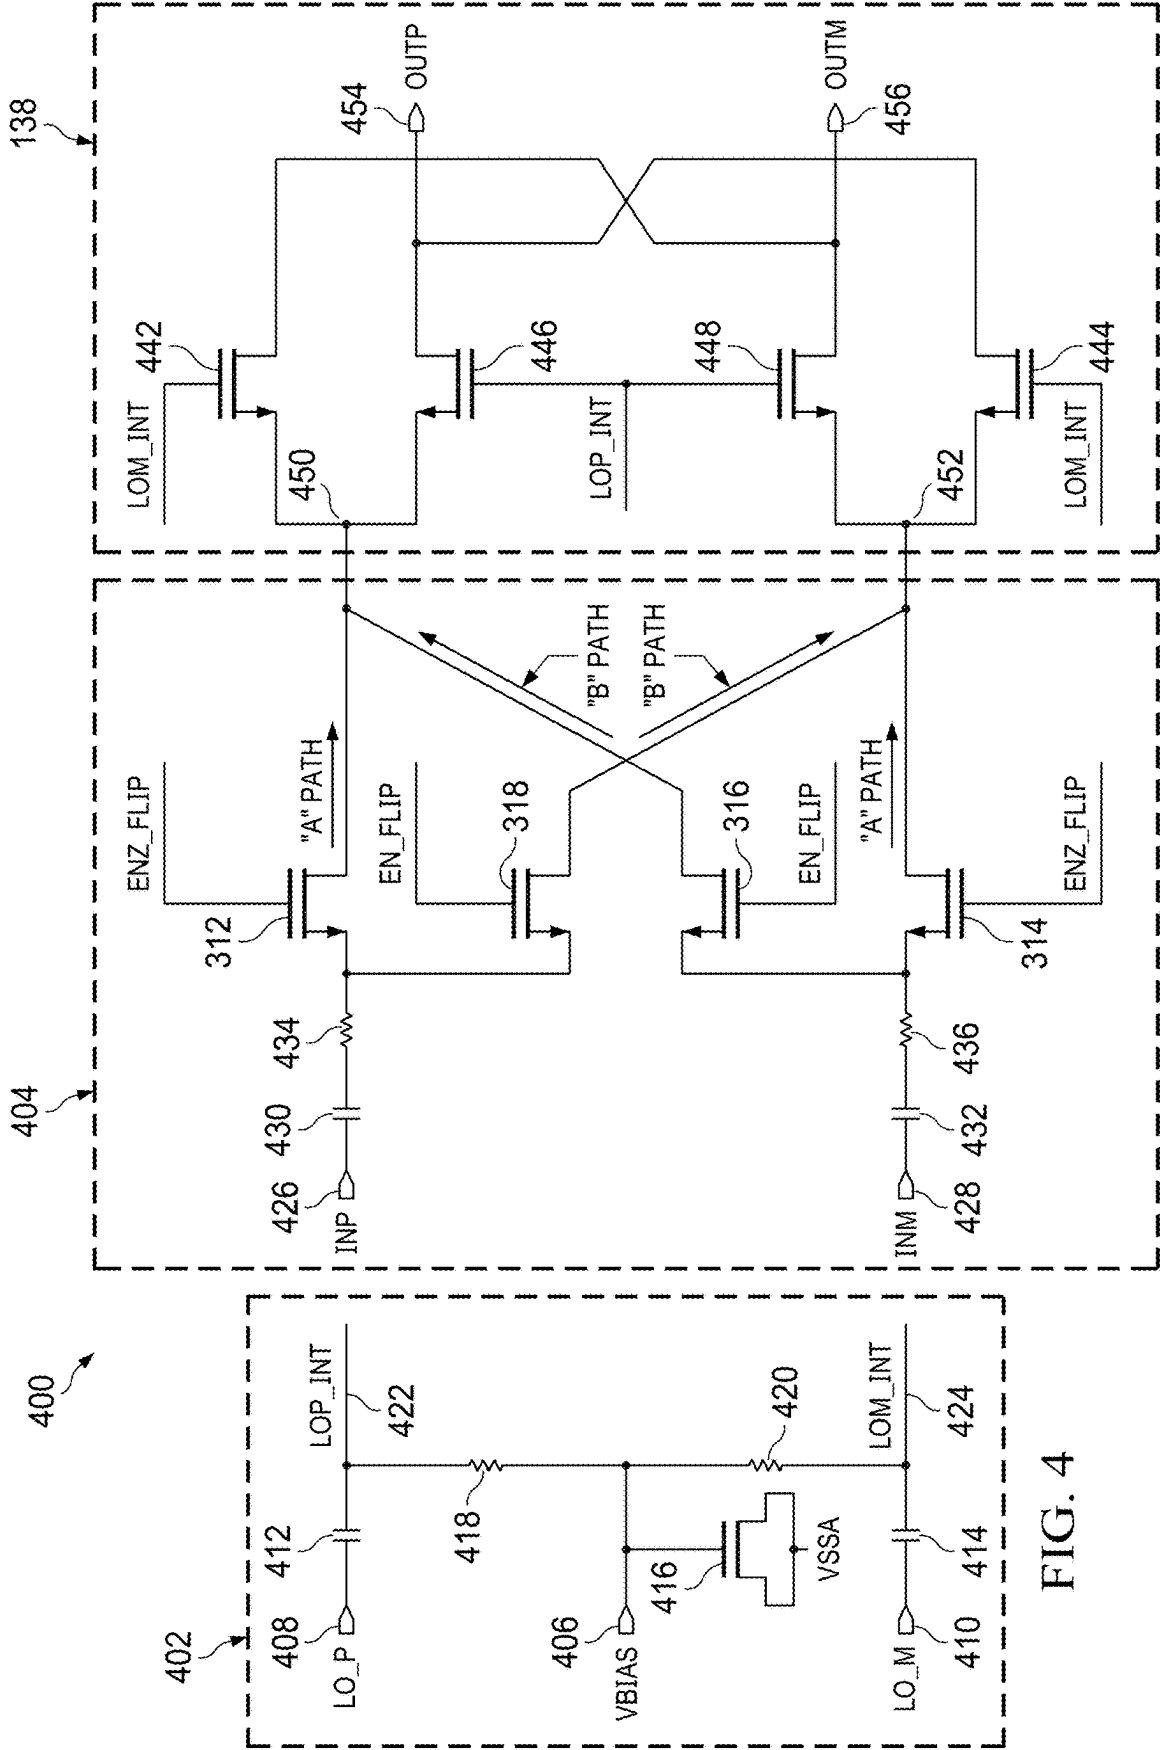 400
402
LO_P
408
412
LOP_INT
422
418
VBIAS
406
416
VSSA
420
LO_M
410
414
LOM_INT
424
404
INP
426
430
434
312
ENZ_FLIP
"A" PATH
EN_FLIP
318
"B" PATH
"B" PATH
316
EN_FLIP
"A" PATH
INM
428
432
436
314
ENZ_FLIP
138
LOM_INT
442
450
446
454
OUTP
LOP_INT
448
452
444
LOM_INT
456
OUTM
FIG. 4